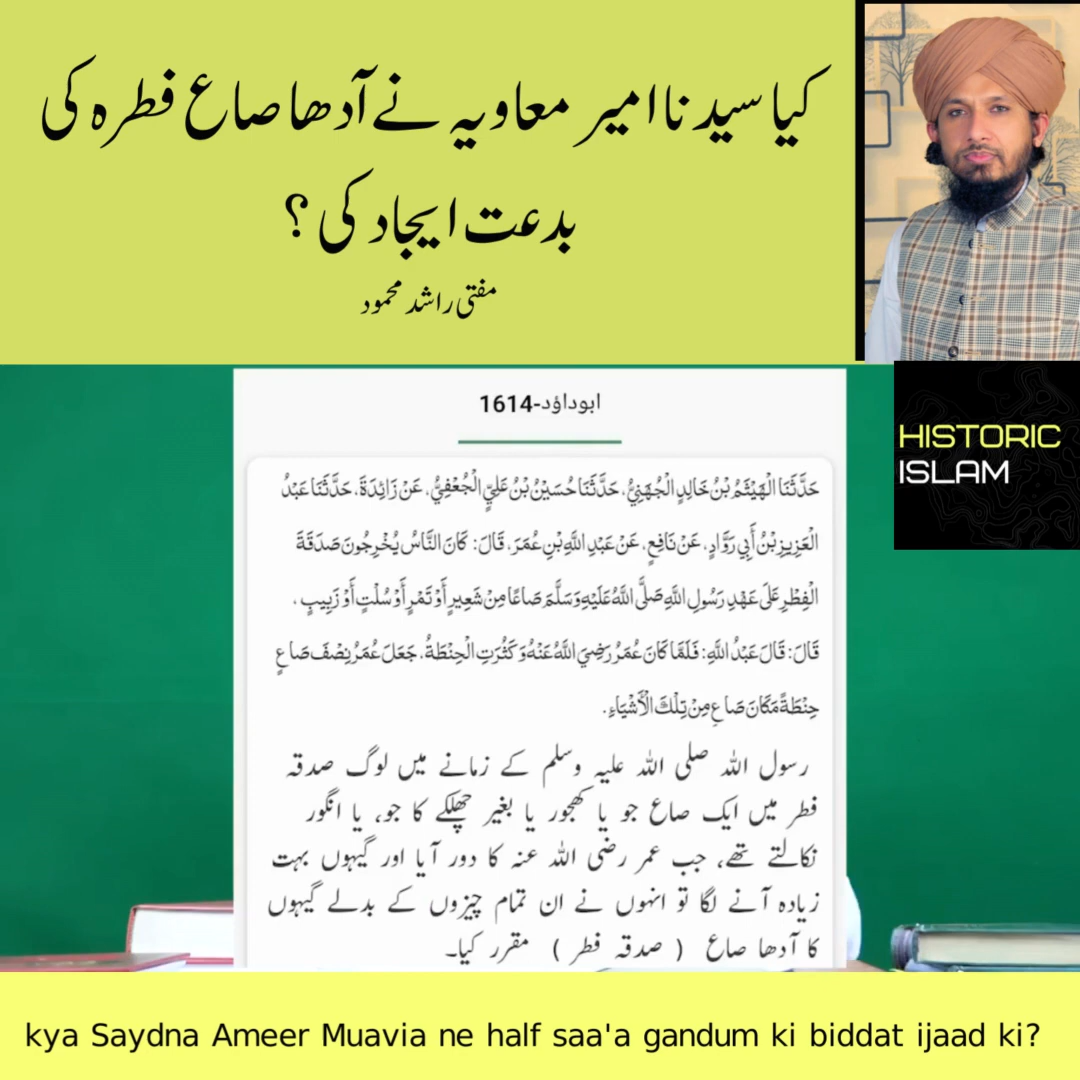 کیا سیدنا امیر معاویہ نے آدھا صاع فطرہ کی
بدعت ایجاد کی ؟
مفتی راشد محمود
HISTORIC
ISLAM
ابوداؤد-1614
حَدَّثَنَا الْهَيْثَمُ بْنُ خَالِدٍ الْجُهَنِيُّ، حَدَّثَنَا حُسَيْنُ بْنُ عَلِيٍّ الْجُعْفِيُّ، عَنْ زَائِدَةَ، حَدَّثَنَا عَبْدُ
الْعَزِيزِ بْنُ أَبِي رَوَّادٍ، عَنْ نَافِعٍ، عَنْ عَبْدِ اللَّهِ بْنِ عُمَرَ، قَالَ: كَانَ النَّاسُ يُخْرِجُونَ صَدَقَةَ
الْفِطْرِ عَلَى عَهْدِ رَسُولِ اللَّهِ صَلَّى اللَّهُ عَلَيْهِ وَسَلَّمَ صَاعًا مِنْ شَعِيرٍ أَوْ تَمْرٍ أَوْ سُلْتٍ أَوْ زَبِيبٍ ،
قَالَ: قَالَ عَبْدُ اللَّهِ: فَلَمَّا كَانَ عُمَرُ رَضِيَ اللَّهُ عَنْهُ وَكَثُرَتِ الْحِنْطَةُ، جَعَلَ عُمَرُ نِصْفَ صَاعٍ
حِنْطَةً مَكَانَ صَاعٍ مِنْ تِلْكَ الْأَشْيَاءِ.
رسول اللہ صلی اللہ علیہ وسلم کے زمانے میں لوگ صدقہ
فطر میں ایک صاع جو یا کھجور یا بغیر چھلکے کا جو، یا انگور
نکالتے تھے، جب عمر رضی اللہ عنہ کا دور آیا اور گیہوں بہت
زیادہ آنے لگا تو انہوں نے ان تمام چیزوں کے بدلے گیہوں
کا آدھا صاع ( صدقہ فطر ) مقرر کیا۔
kya Saydna Ameer Muavia ne half saa'a gandum ki biddat ijaad ki?